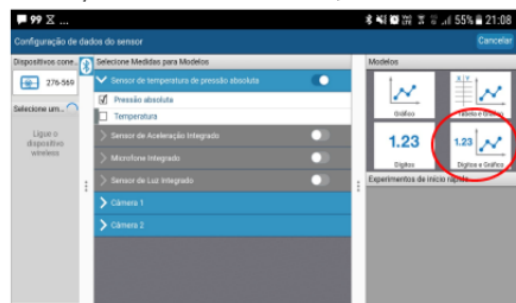 99 ...
55% 21:08
Configuração de dados do sensor
Cancelar
Dispositivos cone..
276-569
Selecione um...
Ligue o
dispositivo
wireless
Selecione Medidas para Modelos
Sensor de temperatura de pressão absoluta
Pressão absoluta
Temperatura
Sensor de Aceleração Integrado
Microfone Integrado
Sensor de Luz Integrado
Câmera 1
Câmera 2
Modelos
Gráfico
X Y
Tabela e Gráfico
1.23
Dígitos
1.23
Dígitos e Gráfico
Experimentos de início rápido